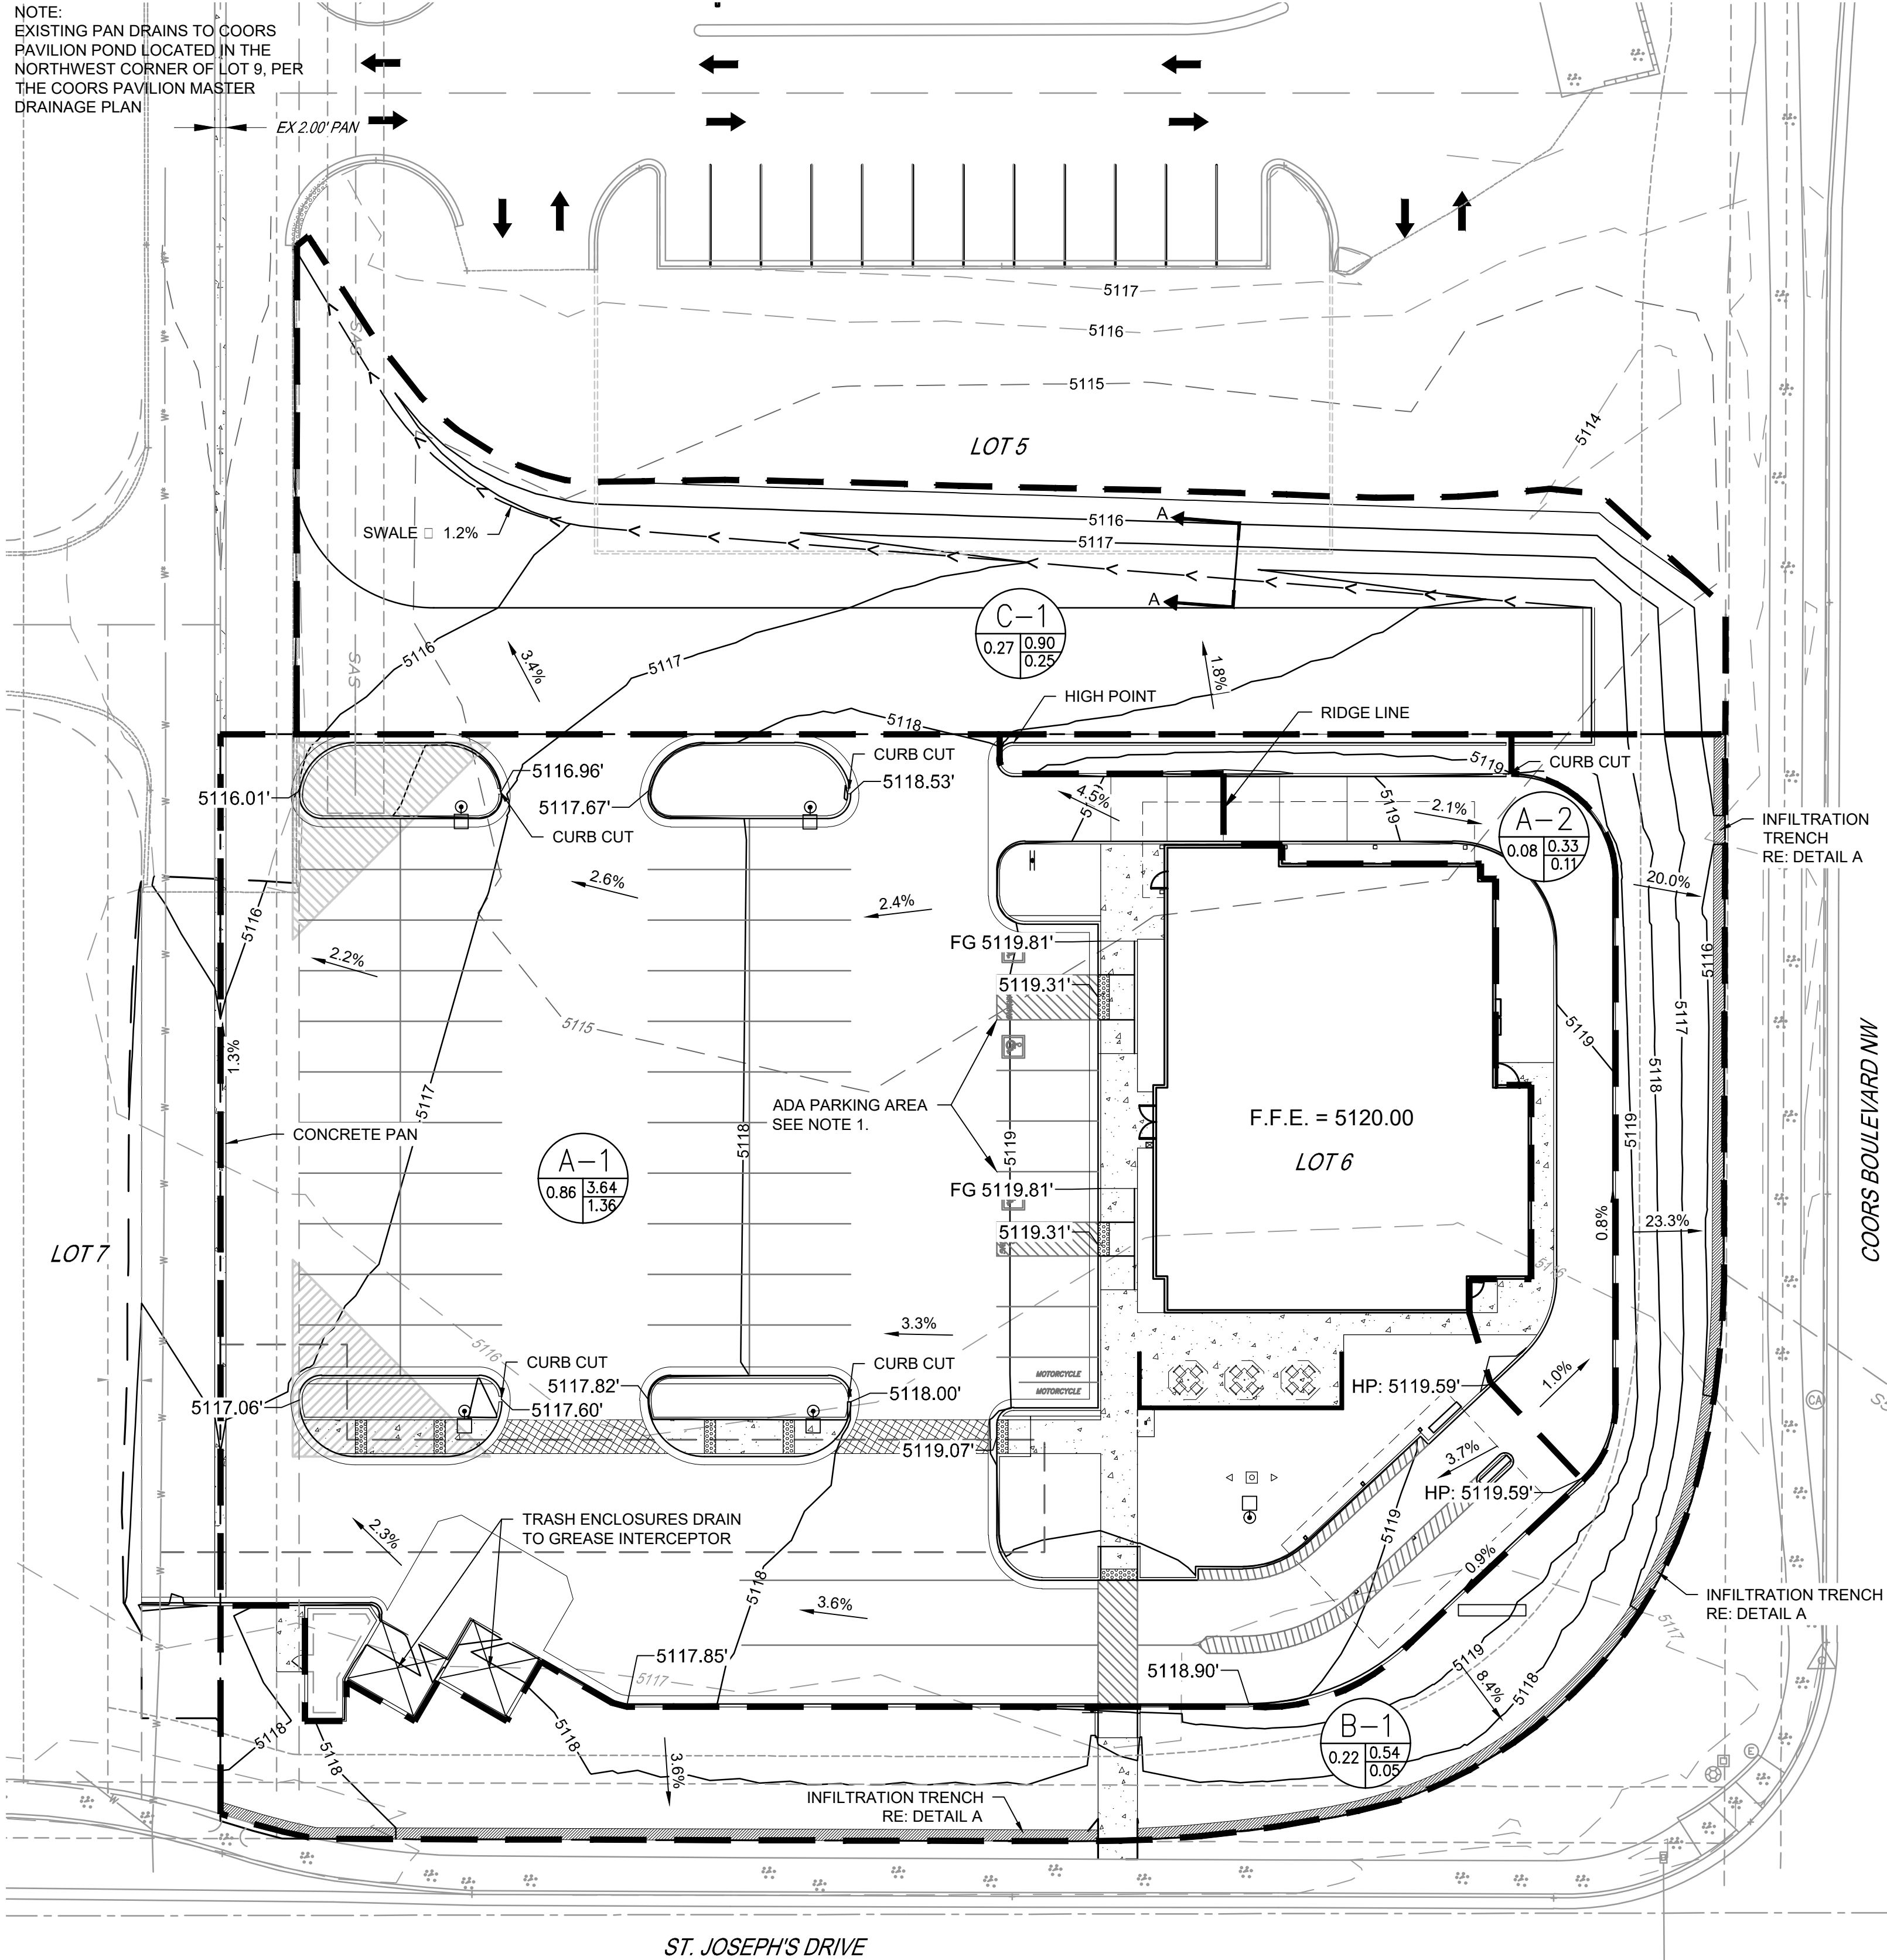 NOTE:
EXISTING PAN DRAINS TO COORS
PAVILION POND LOCATED IN THE
NORTHWEST CORNER OF LOT 9, PER
THE COORS PAVILION MASTER
DRAINAGE PLAN
EX 2.00' PAN
SAS
5117
5116
5115
5114
LOT 5
SWALE □ 1.2%
5116
5117
A
A
C-1
0.27
0.90
0.25
3.4%
5116
SAS
5117
1.8%
HIGH POINT
RIDGE LINE
5118
CURB CUT
5119
CURB CUT
5116.96'
5118.53'
5116.01'
5117.67'
CURB CUT
4.5%
5119
2.1%
A-2
0.08
0.33
0.11
INFILTRATION
TRENCH
RE: DETAIL A
20.0%
2.6%
2.4%
5116
5116
FG 5119.81'
2.2%
5119.31'
5115
5117
5119
1.3%
5118
5117
ADA PARKING AREA
SEE NOTE 1.
F.F.E. = 5120.00
LOT 6
CONCRETE PAN
5118
5119
5119
COORS BOULEVARD NW
A-1
0.86
3.64
1.36
FG 5119.81'
5119.31'
0.8%
23.3%
LOT 7
5116
3.3%
CURB CUT
CURB CUT
5117.82'
5118.00'
5117.06'
5117.60'
MOTORCYCLE
MOTORCYCLE
HP: 5119.59'
1.0%
CA
5119.07'
3.7%
HP: 5119.59'
2.3%
TRASH ENCLOSURES DRAIN
TO GREASE INTERCEPTOR
5119
0.9%
5118
3.6%
INFILTRATION TRENCH
RE: DETAIL A
5117
5117.85'
5117
5118.90'
5119
8.4%
5118
5118
5118
5118
3.6%
B-1
0.22
0.54
0.05
E
INFILTRATION TRENCH
RE: DETAIL A
ST. JOSEPH'S DRIVE